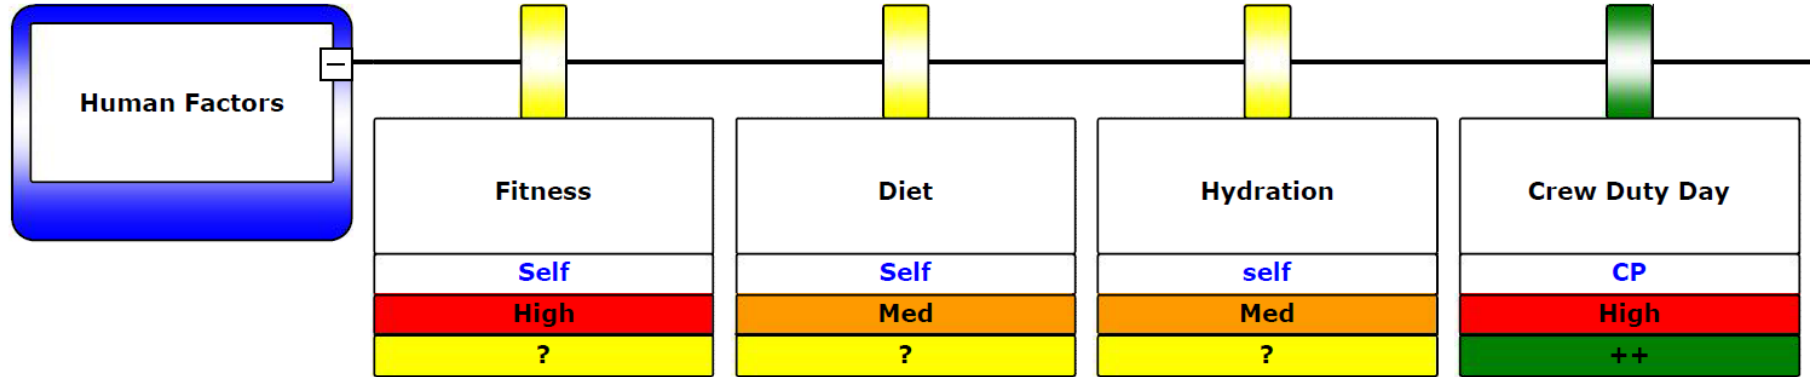 Human Factors
Fitness
Self
High
?
Diet
Self
Med
?
Hydration
self
Med
?
Crew Duty Day
CP
High
++